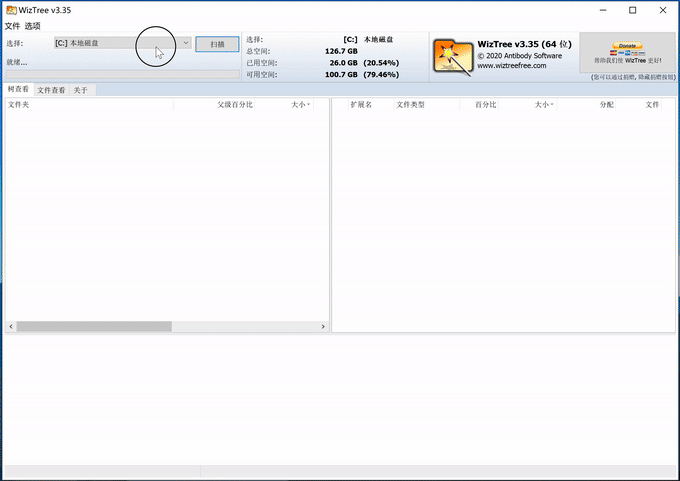 WizTree v3.35
文件 选项
选择: [C:] 本地磁盘 扫描
就绪...
选择: [C:] 本地磁盘
总空间: 126.7 GB
已用空间: 26.0 GB (20.54%)
可用空间: 100.7 GB (79.46%)
WizTree v3.35 (64 位)
© 2020 Antibody Software
www.wiztreefree.com
Donate
帮助我们使 WizTree 更好!
(您可以通过捐赠, 隐藏捐赠按钮)
树查看 文件查看 关于
文件夹 父级百分比 大小
扩展名 文件类型 百分比 大小 分配 文件